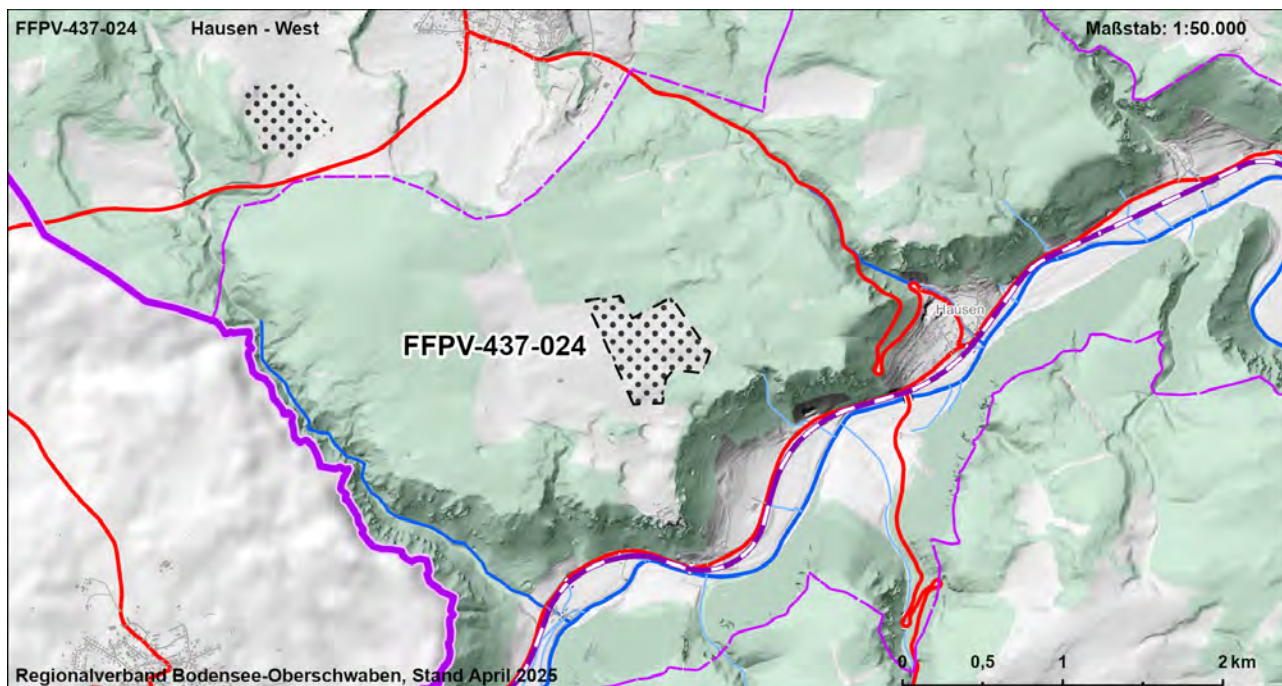 FFPV-437-024 Hausen - West Maßstab: 1:50.000
Hausen
FFPV-437-024
Regionalverband Bodensee-Oberschwaben, Stand April 2025
0 0,5 1 2 km